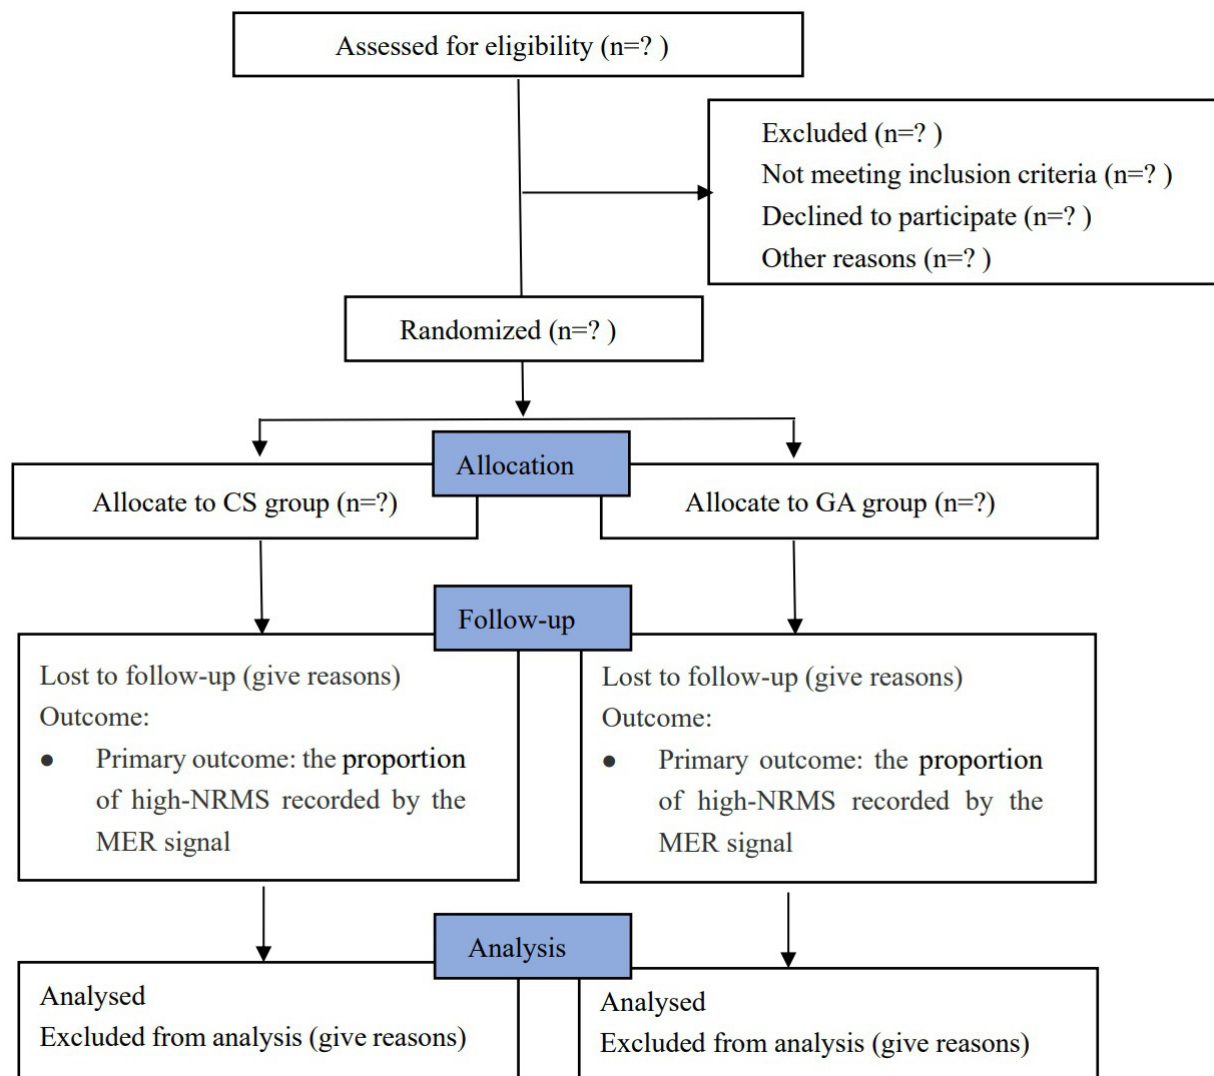 Assessed for eligibility (n=? )
Excluded (n=? )
Not meeting inclusion criteria (n=? )
Declined to participate (n=? )
Other reasons (n=? )
Randomized (n=? )
Allocation
Allocate to CS group (n=?)
Allocate to GA group (n=?)
Follow-up
Lost to follow-up (give reasons)
Outcome:
● Primary outcome: the proportion
of high-NRMS recorded by the
MER signal
Lost to follow-up (give reasons)
Outcome:
● Primary outcome: the proportion
of high-NRMS recorded by the
MER signal
Analysis
Analysed
Excluded from analysis (give reasons)
Analysed
Excluded from analysis (give reasons)